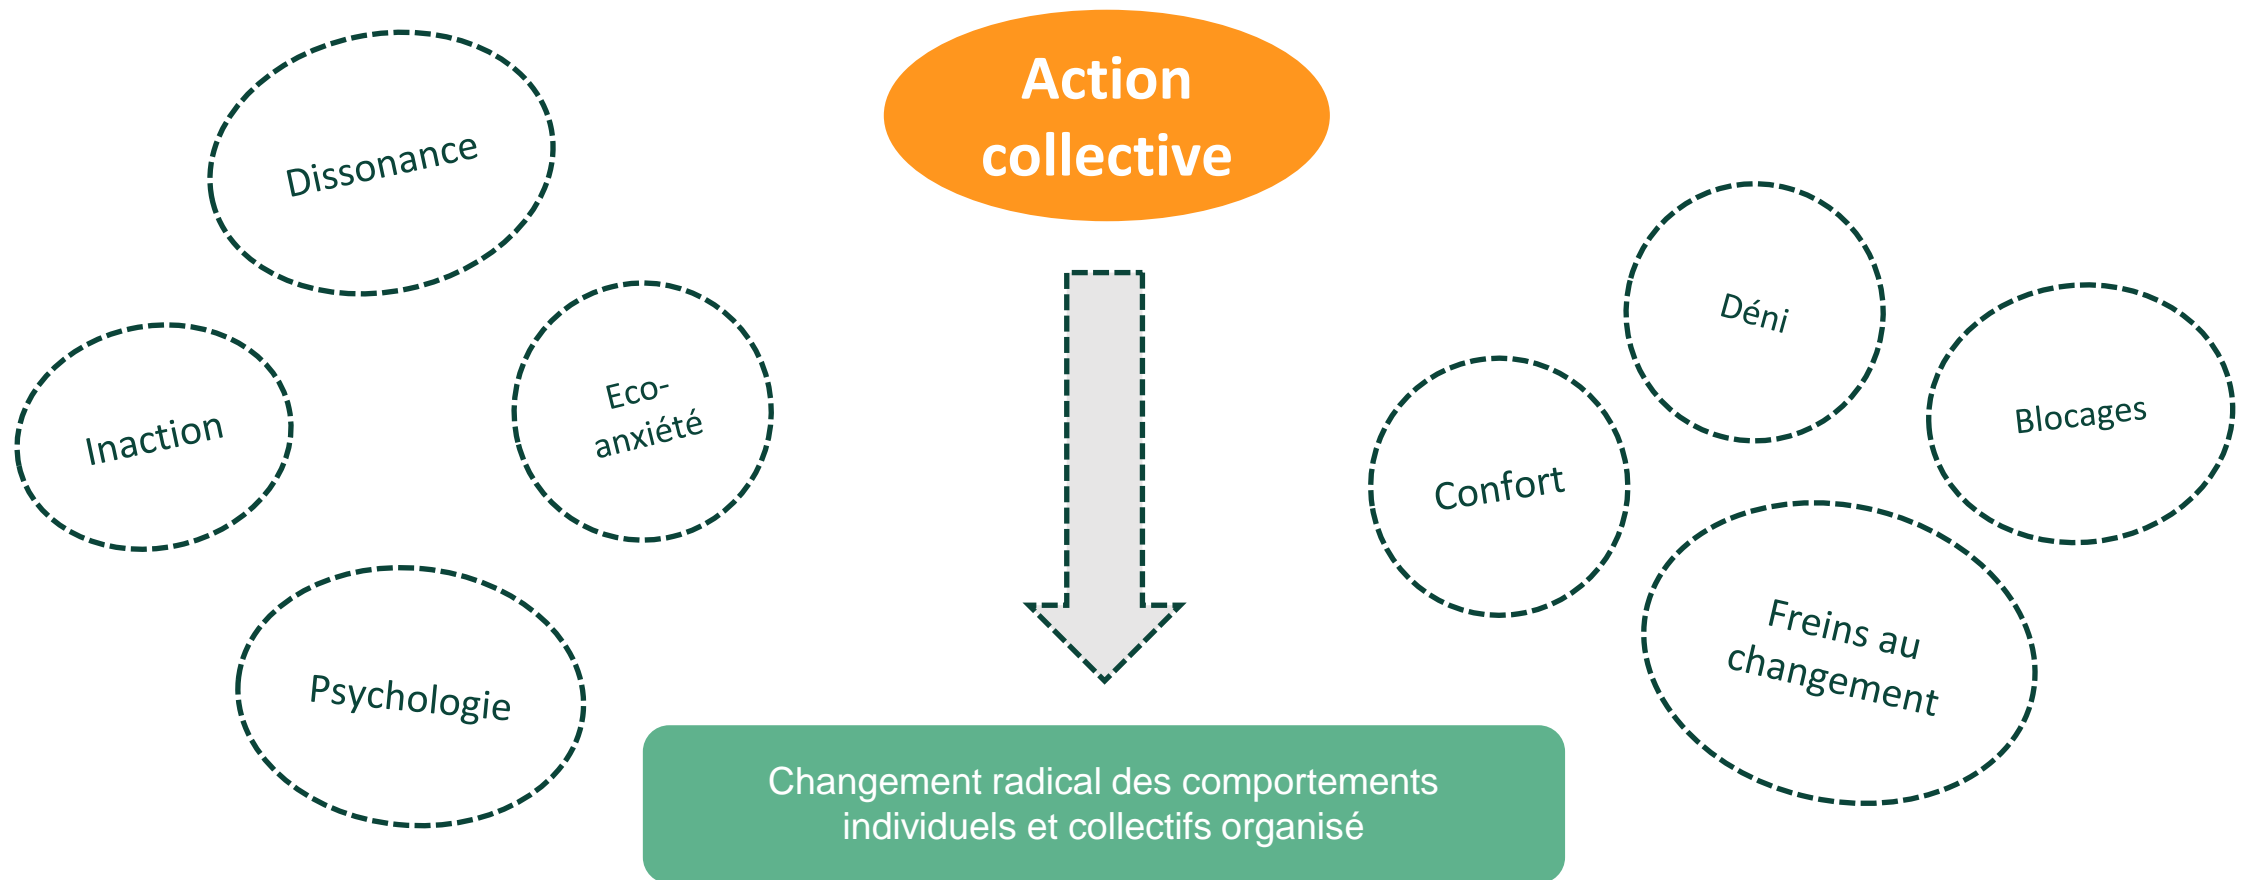 Action
collective
Dissonance
Inaction
Eco-
anxiété
Psychologie
Déni
Blocages
Confort
Freins au
changement
Changement radical des comportements
individuels et collectifs organisé